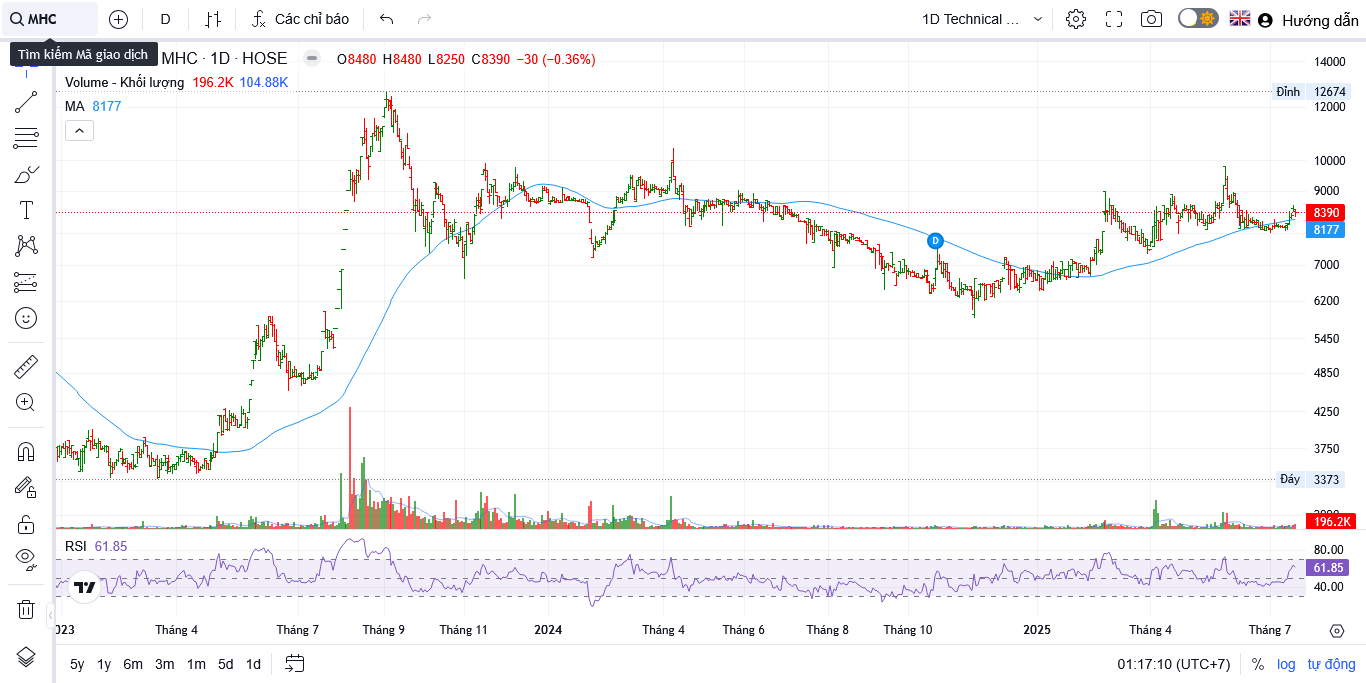 MHC D Các chỉ báo 1D Technical ... Hướng dẫn
Tìm kiếm Mã giao dịch
MHC · 1D · HOSE O8480 H8480 L8250 C8390 −30 (−0.36%)
Volume - Khối lượng 196.2K 104.88K
MA 8177
14000
Đỉnh 12674
12000
10000
9000
8390
8177
D
7000
6200
5450
4850
4250
3750
Đáy 3373
196.2K
RSI 61.85
80.00
61.85
40.00
2023 Tháng 4 Tháng 7 Tháng 9 Tháng 11 2024 Tháng 4 Tháng 6 Tháng 8 Tháng 10 2025 Tháng 4 Tháng 7
5y 1y 6m 3m 1m 5d 1d 01:17:10 (UTC+7) % log tự động